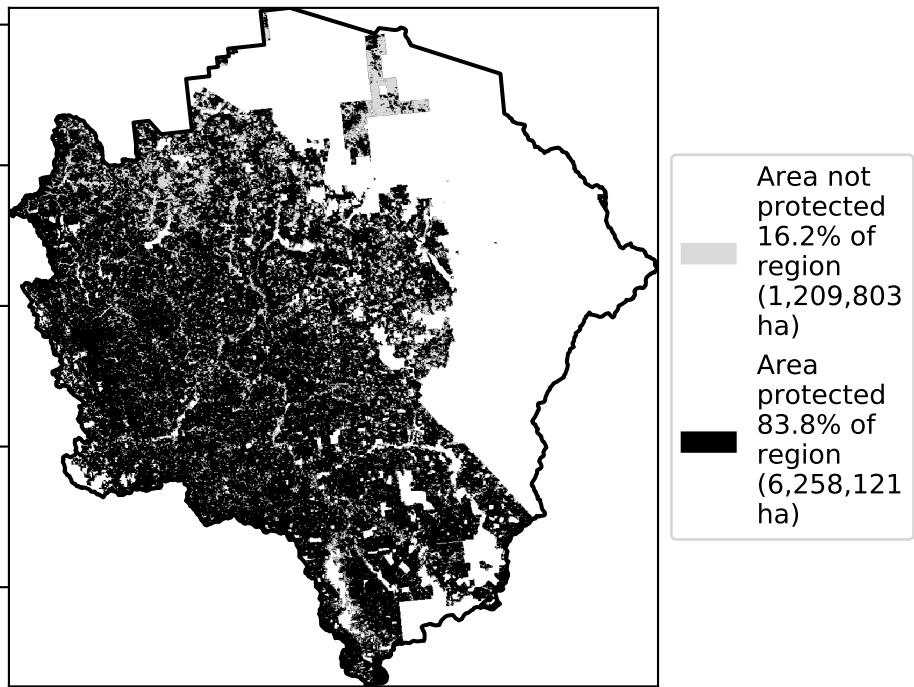 Area not
protected
16.2% of
region
(1,209,803
ha)
Area
protected
83.8% of
region
(6,258,121
ha)